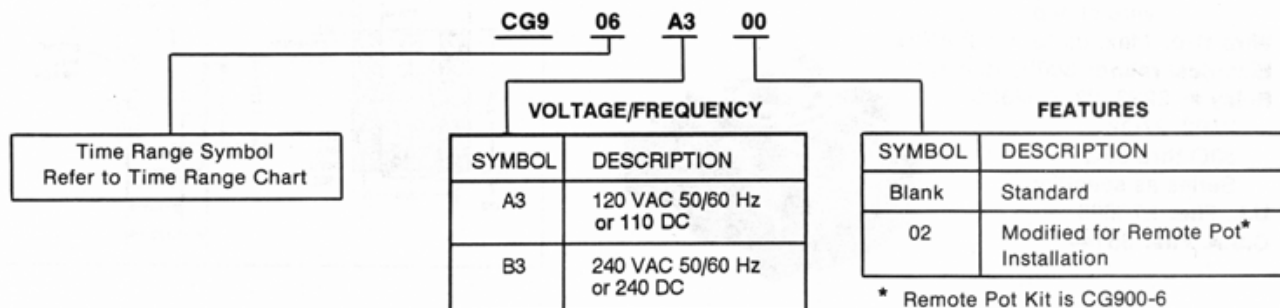 CG9 06 A3 00
Time Range Symbol
Refer to Time Range Chart
VOLTAGE/FREQUENCY
SYMBOL DESCRIPTION
A3 120 VAC 50/60 Hz
or 110 DC
B3 240 VAC 50/60 Hz
or 240 DC
FEATURES
SYMBOL DESCRIPTION
Blank Standard
02 Modified for Remote Pot*
Installation
* Remote Pot Kit is CG900-6